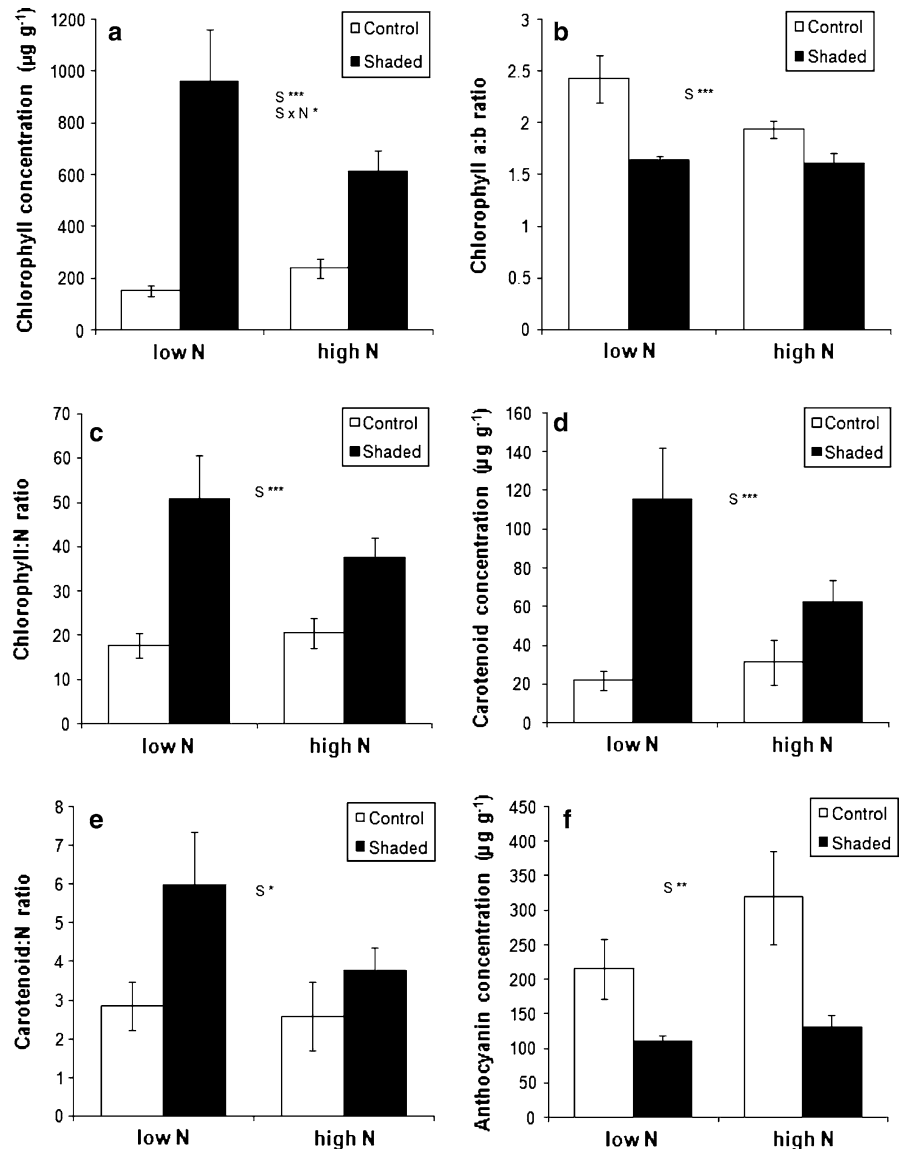 a
Chlorophyll concentration (µg g-1)
1200
1000
800
600
400
200
0
Control
Shaded
S ***
S x N *
low N
high N
b
Chlorophyll a:b ratio
3
2.5
2
1.5
1
0.5
0
Control
Shaded
S ***
low N
high N
c
Chlorophyll:N ratio
70
60
50
40
30
20
10
0
Control
Shaded
S ***
low N
high N
d
Carotenoid concentration (µg g-1)
160
140
120
100
80
60
40
20
0
Control
Shaded
S ***
low N
high N
e
Carotenoid:N ratio
8
7
6
5
4
3
2
1
0
Control
Shaded
S *
low N
high N
f
Anthocyanin concentration (µg g-1)
450
400
350
300
250
200
150
100
50
0
Control
Shaded
S **
low N
high N